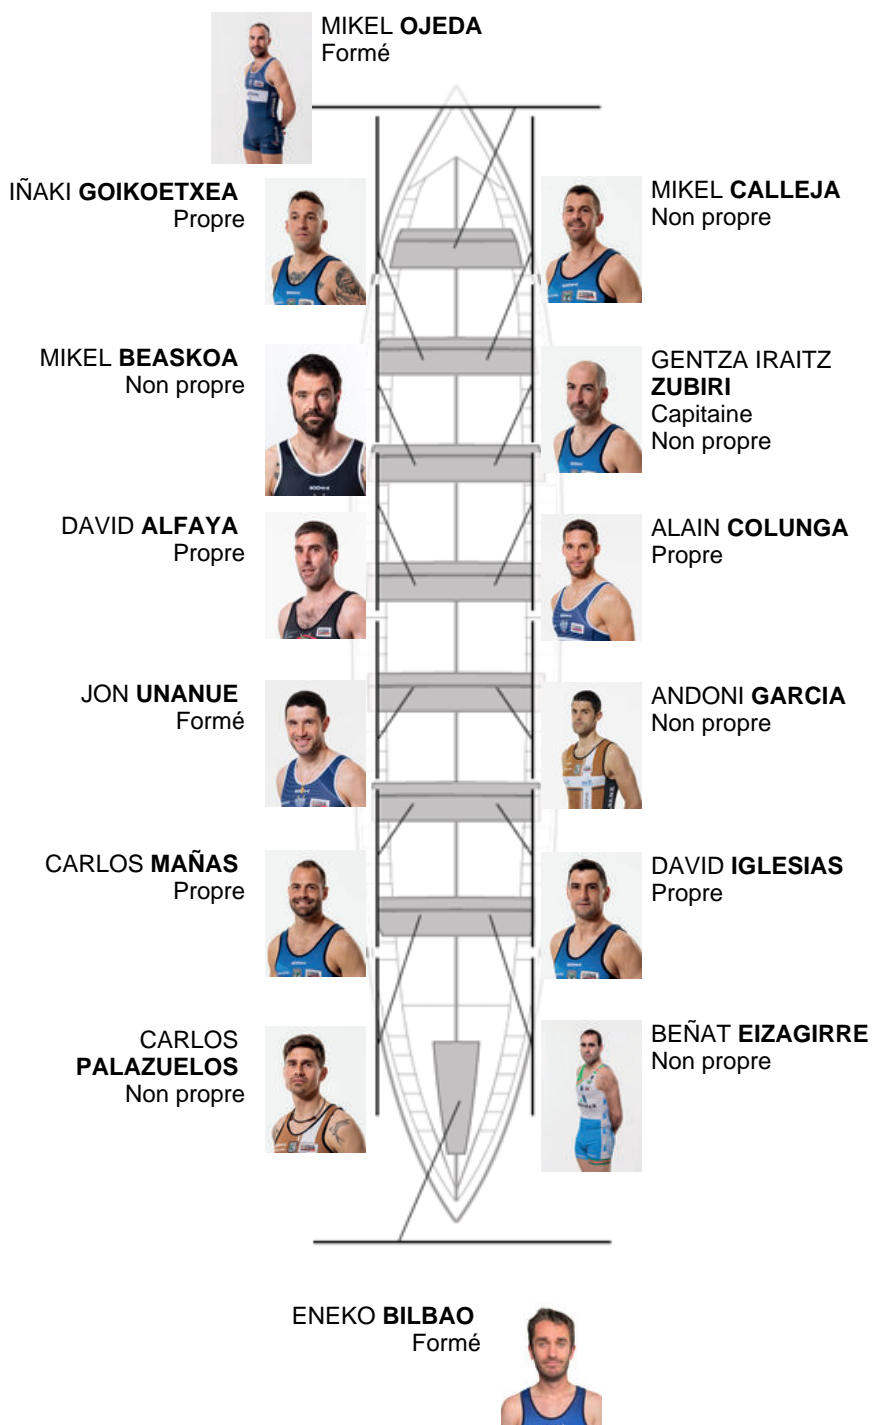 MIKEL OJEDA
Formé
IÑAKI GOIKOETXEA
Propre
MIKEL CALLEJA
Non propre
MIKEL BEASKOA
Non propre
GENTZA IRAITZ
ZUBIRI
Capitaine
Non propre
DAVID ALFAYA
Propre
ALAIN COLUNGA
Propre
JON UNANUE
Formé
ANDONI GARCIA
Non propre
CARLOS MAÑAS
Propre
DAVID IGLESIAS
Propre
CARLOS
PALAZUELOS
Non propre
BEÑAT EIZAGIRRE
Non propre
ENEKO BILBAO
Formé